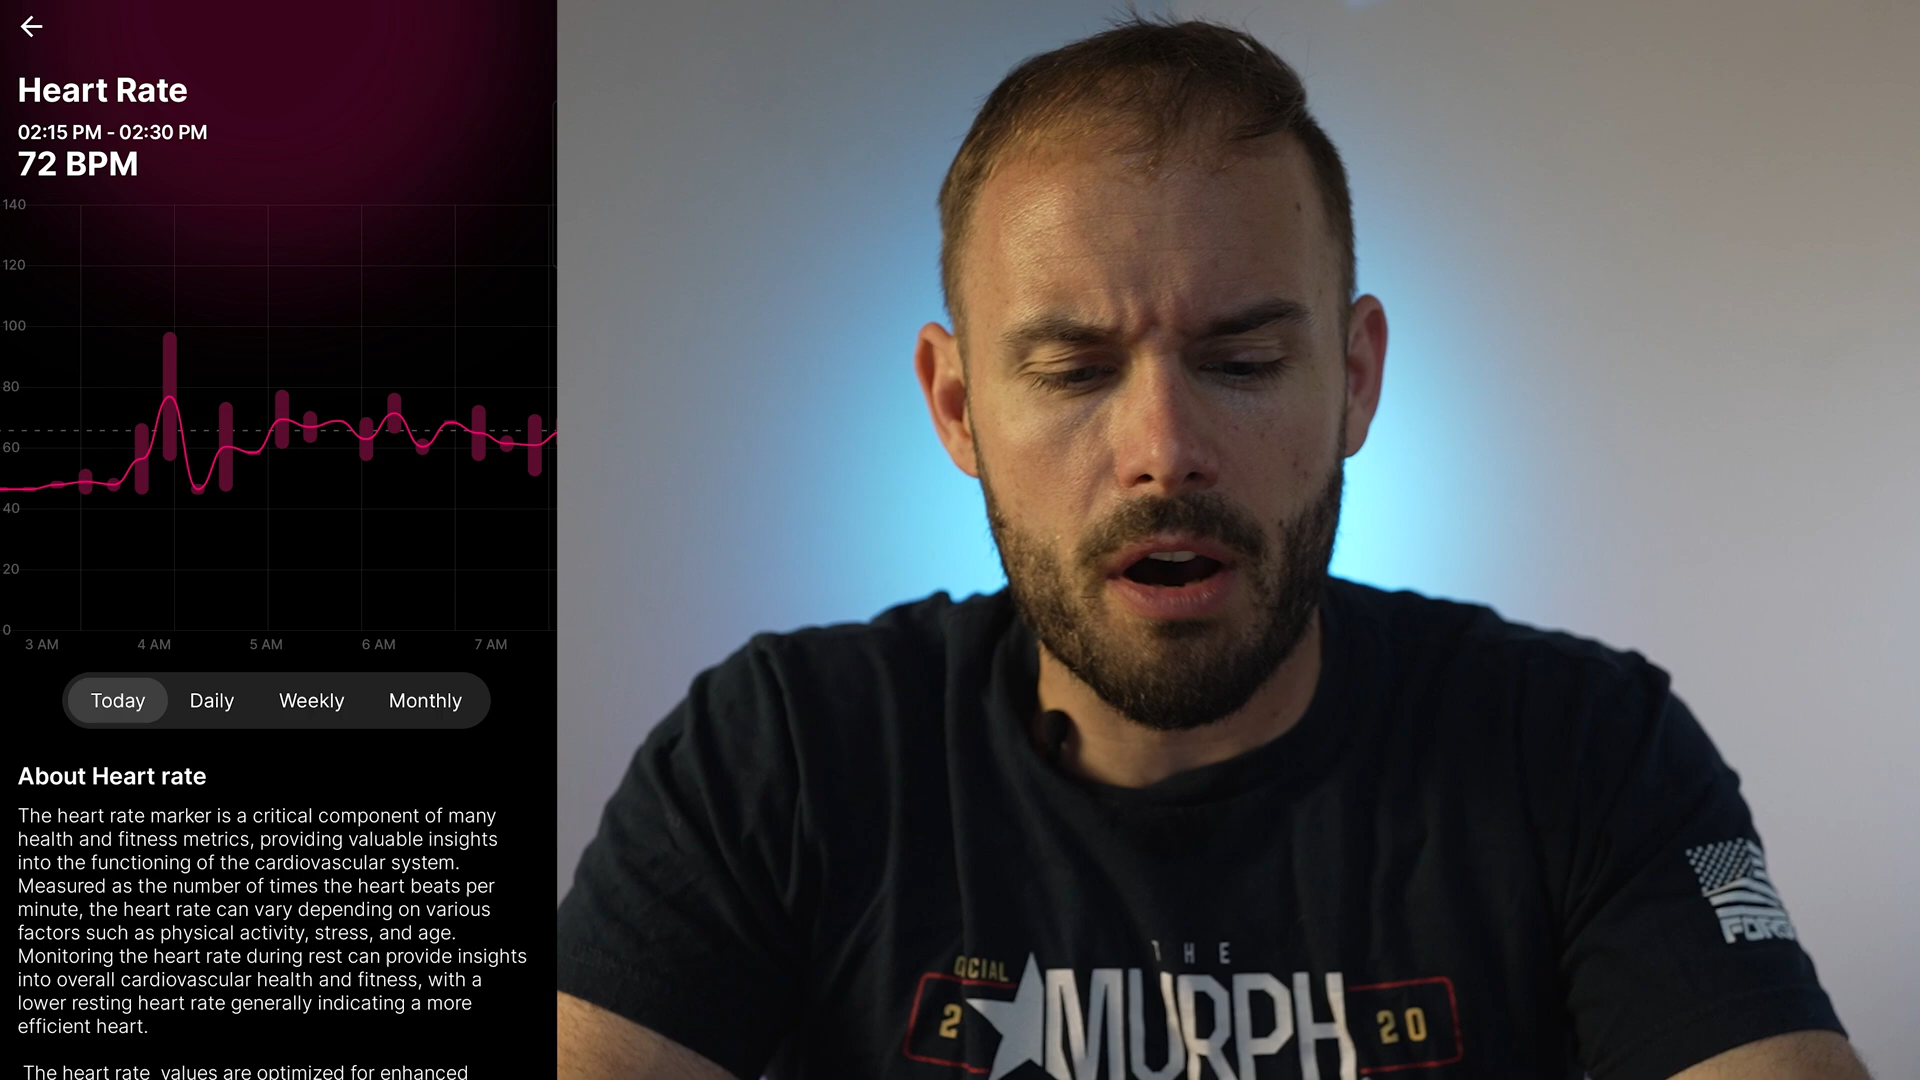 Heart Rate
02:15 PM - 02:30 PM
72 BPM
140
120
100
80
60
40
20
0
3 AM 4 AM 5 AM 6 AM 7 AM
Today Daily Weekly Monthly
About Heart rate
The heart rate marker is a critical component of many
health and fitness metrics, providing valuable insights
into the functioning of the cardiovascular system.
Measured as the number of times the heart beats per
minute, the heart rate can vary depending on various
factors such as physical activity, stress, and age.
Monitoring the heart rate during rest can provide insights
into overall cardiovascular health and fitness, with a
lower resting heart rate generally indicating a more
efficient heart.
The heart rate values are optimized for enhanced
THE
MURPH
2
20